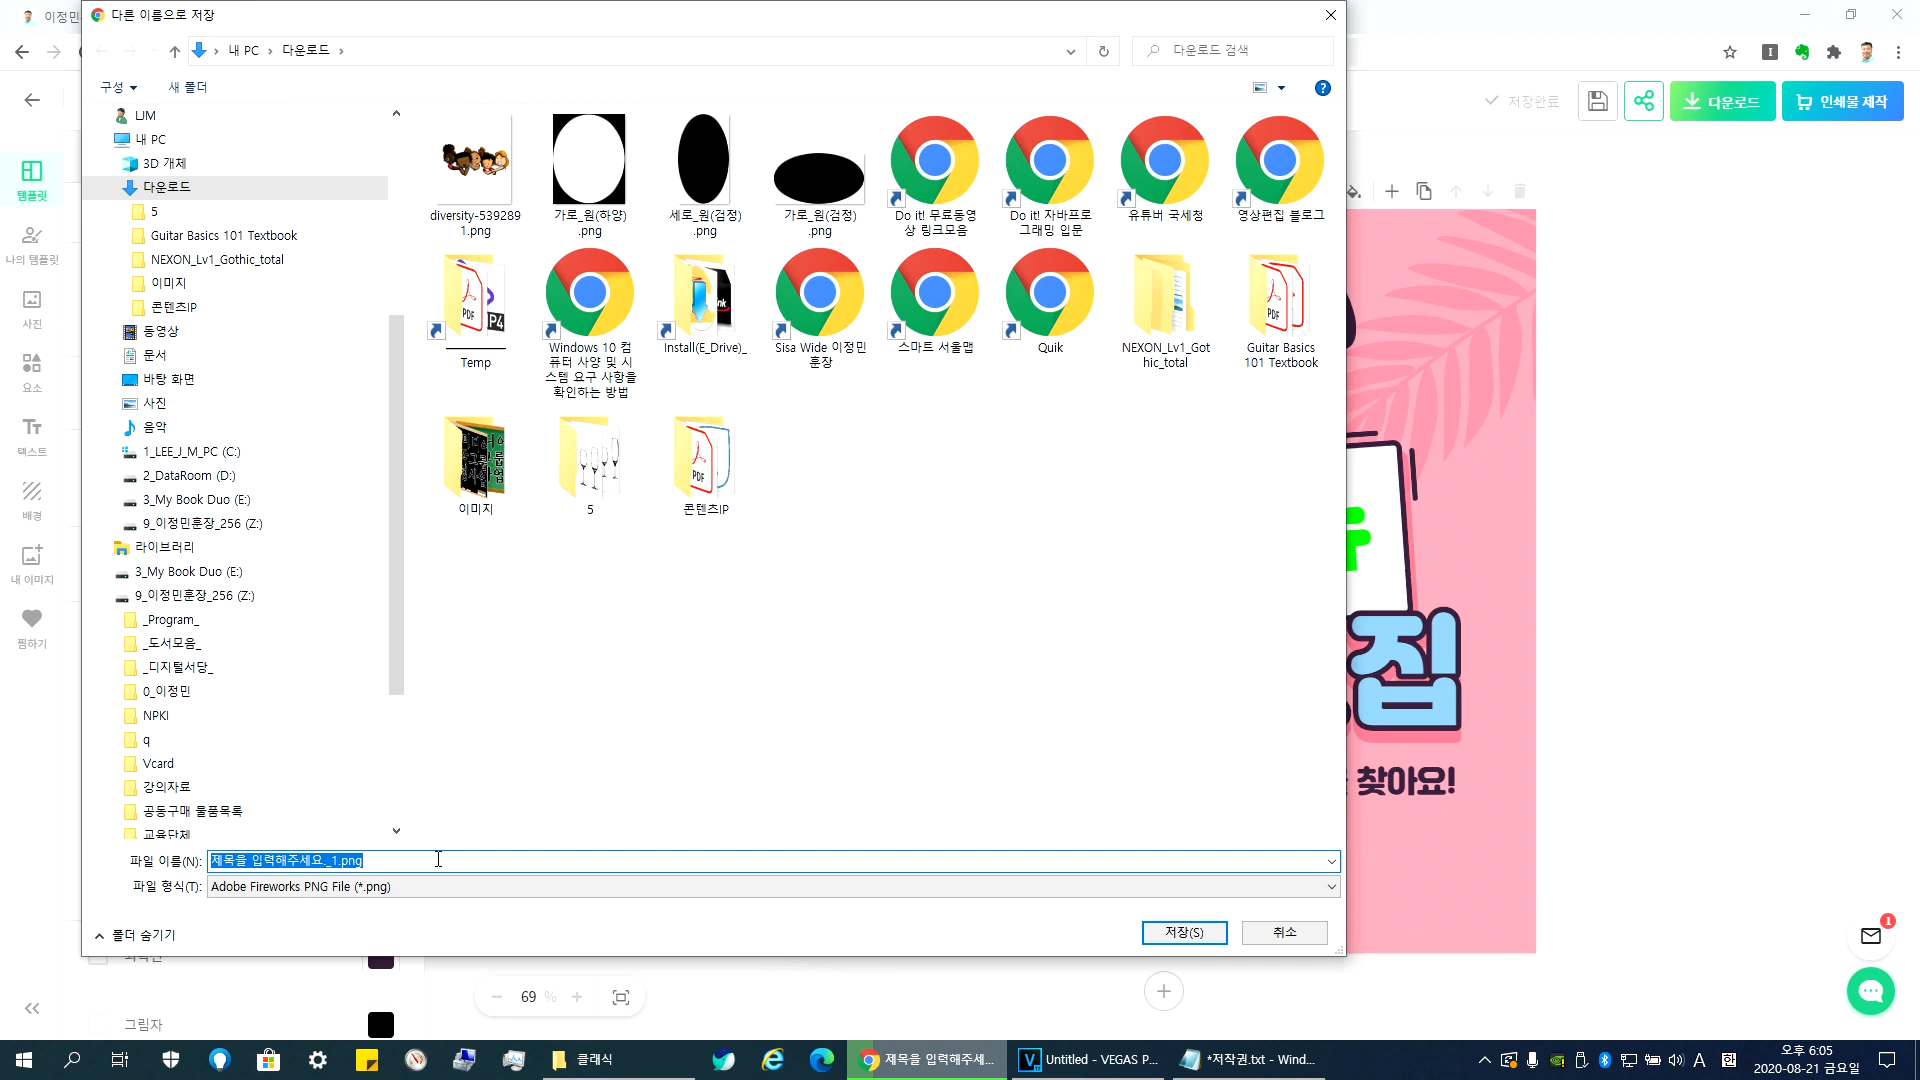 이정민
다른 이름으로 저장
내 PC
다운로드
다운로드 검색
구성
새 폴더
저장완료
다운로드
인쇄물 제작
템플릿
나의 템플릿
사진
요소
텍스트
배경
내 이미지
찜하기
LJM
내 PC
3D 개체
다운로드
5
Guitar Basics 101 Textbook
NEXON_Lv1_Gothic_total
이미지
콘텐츠IP
동영상
문서
바탕 화면
사진
음악
1_LEE_J_M_PC (C:)
2_DataRoom (D:)
3_My Book Duo (E:)
9_이정민훈장_256 (Z:)
라이브러리
3_My Book Duo (E:)
9_이정민훈장_256 (Z:)
_Program_
_도서모음_
_디지털서당_
0_이정민
NPKI
q
Vcard
강의자료
공동구매 물품목록
교육단체
diversity-539289
1.png
가로_원(하양)
.png
세로_원(검정)
.png
가로_원(검정)
.png
Do it! 무료동영
상 링크모음
Do it! 자바프로
그래밍 입문
유튜버 국세청
영상편집 블로그
Temp
Windows 10 컴
퓨터 사양 및 시
스템 요구 사항을
확인하는 방법
Install(E_Drive)_
Sisa Wide 이정민
훈장
스마트 서울맵
Quik
NEXON_Lv1_Got
hic_total
Guitar Basics
101 Textbook
이미지
5
콘텐츠IP
집
찾아요!
파일 이름(N):
제목을 입력해주세요._1.png
파일 형식(T):
Adobe Fireworks PNG File (*.png)
폴더 숨기기
저장(S)
취소
69 %
그림자
1
클래식
제목을 입력해주세...
Untitled - VEGAS P...
*저작권.txt - Wind...
A
한
오후 6:05
2020-08-21 금요일